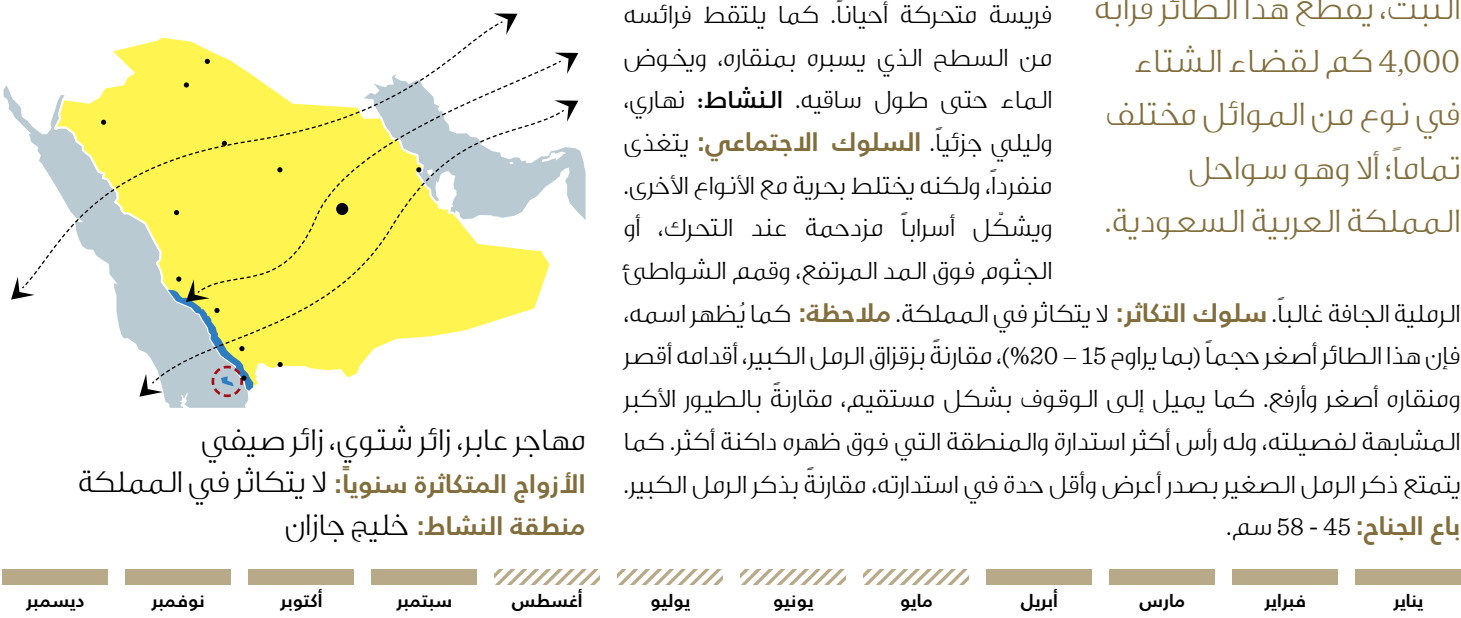 التبت، يقطع هذا الطائر قرابة
4,000 كم لقضاء الشتاء
في نوع من الموائل مختلف
تماماً؛ ألا وهو سواحل
المملكة العربية السعودية.
فريسة متحركة أحياناً. كما يلتقط فرائسه
من السطح الذي يسبره بمنقاره، ويخوض
الماء حتى طول ساقيه. النشاط: نهاري،
وليلي جزئياً. السلوك الاجتماعي: يتغذى
منفرداً، ولكنه يختلط بحرية مع الأنواع الأخرى.
ويشكّل أسراباً مزدحمة عند التحرك، أو
الجثوم فوق المد المرتفع، وقمم الشواطئ
الرملية الجافة غالباً. سلوك التكاثر: لا يتكاثر في المملكة. ملاحظة: كما يُظهر اسمه،
فإن هذا الطائر أصغر حجماً (بما يراوح 15 – 20%)، مقارنةً بزقزاق الرمل الكبير، أقدامه أقصر
ومنقاره أصغر وأرفع. كما يميل إلى الوقوف بشكل مستقيم، مقارنةً بالطيور الأكبر
المشابهة لفصيلته، وله رأس أكثر استدارة والمنطقة التي فوق ظهره داكنة أكثر. كما
يتمتع ذكر الرمل الصغير بصدر أعرض وأقل حدة في استدارته، مقارنةً بذكر الرمل الكبير.
باع الجناح: 45 - 58 سم.
مهاجر عابر، زائر شتوي، زائر صيفي
الأزواج المتكاثرة سنوياً: لا يتكاثر في المملكة
منطقة النشاط: خليج جازان
يناير فبراير مارس أبريل مايو يونيو يوليو أغسطس سبتمبر أكتوبر نوفمبر ديسمبر